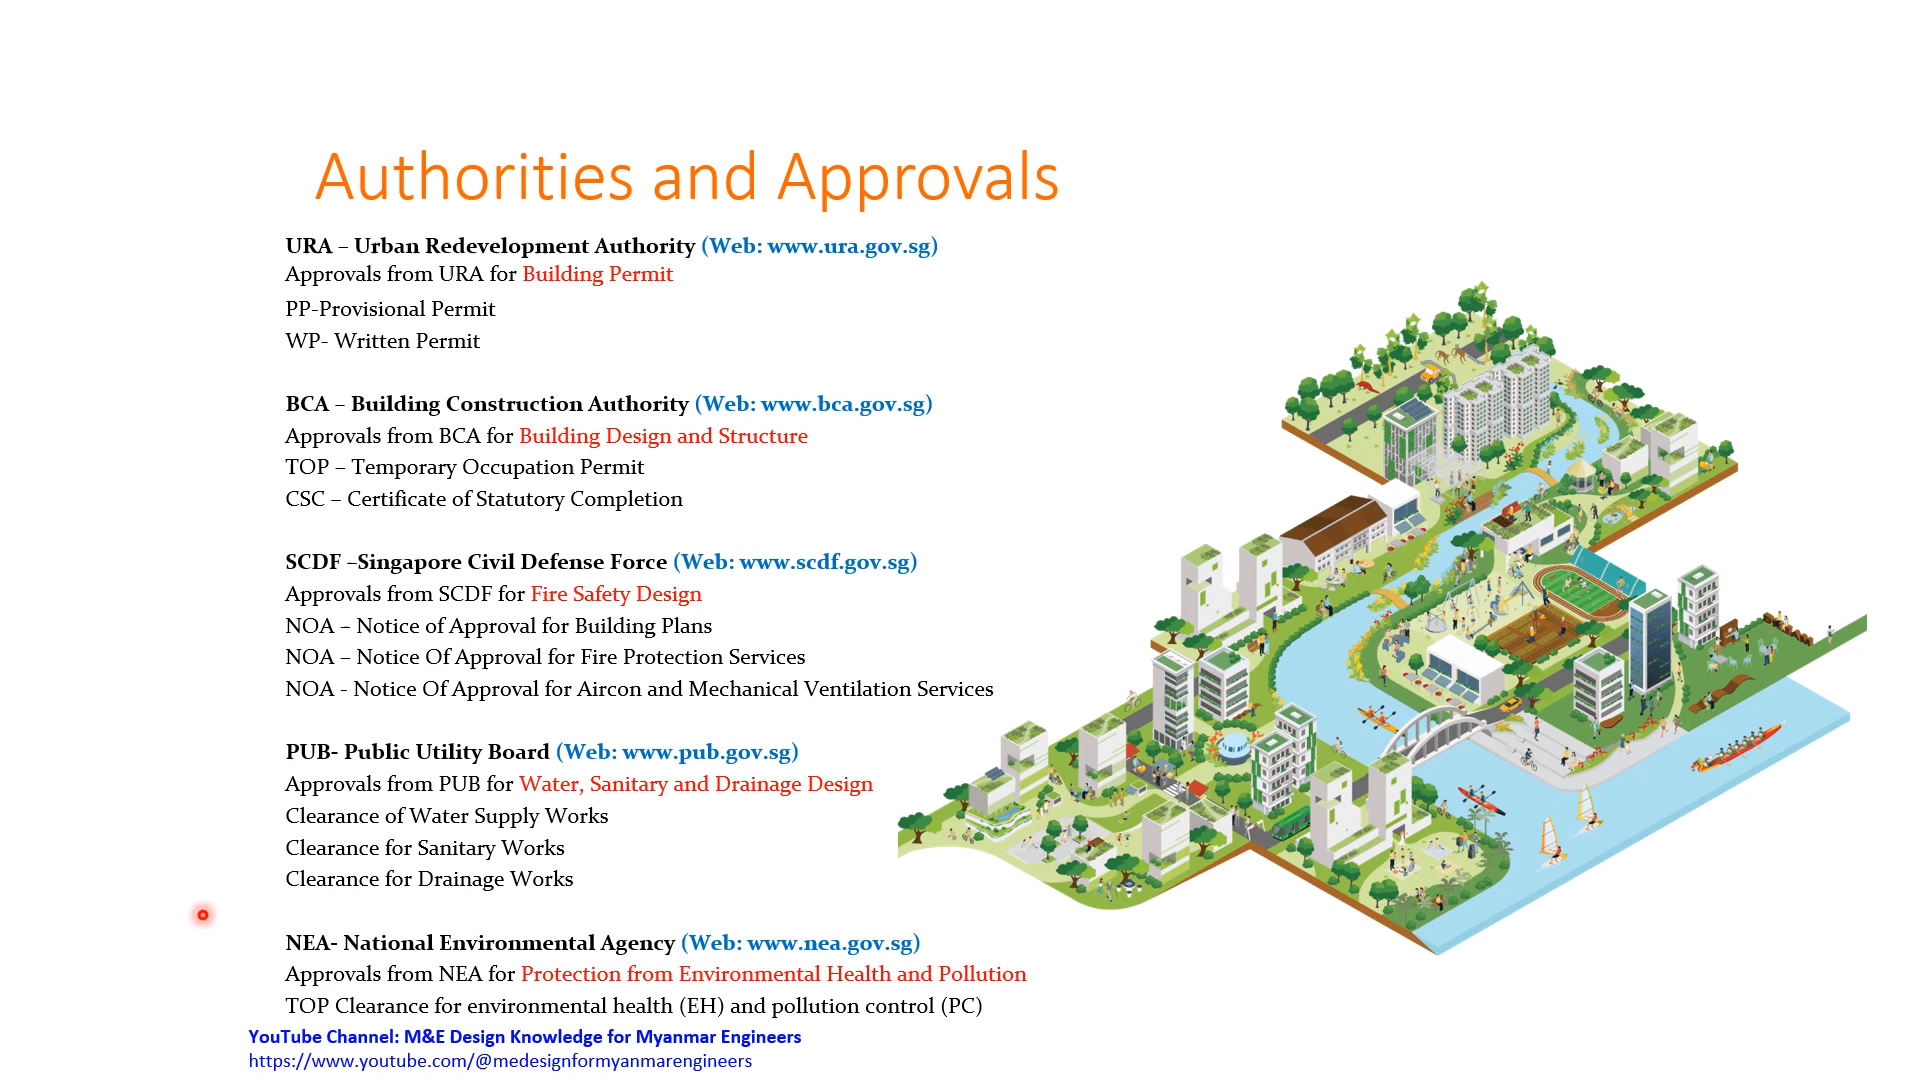 Authorities and Approvals
URA – Urban Redevelopment Authority (Web: www.ura.gov.sg)
Approvals from URA for Building Permit
PP-Provisional Permit
WP- Written Permit
BCA – Building Construction Authority (Web: www.bca.gov.sg)
Approvals from BCA for Building Design and Structure
TOP – Temporary Occupation Permit
CSC – Certificate of Statutory Completion
SCDF –Singapore Civil Defense Force (Web: www.scdf.gov.sg)
Approvals from SCDF for Fire Safety Design
NOA – Notice of Approval for Building Plans
NOA – Notice Of Approval for Fire Protection Services
NOA - Notice Of Approval for Aircon and Mechanical Ventilation Services
PUB- Public Utility Board (Web: www.pub.gov.sg)
Approvals from PUB for Water, Sanitary and Drainage Design
Clearance of Water Supply Works
Clearance for Sanitary Works
Clearance for Drainage Works
NEA- National Environmental Agency (Web: www.nea.gov.sg)
Approvals from NEA for Protection from Environmental Health and Pollution
TOP Clearance for environmental health (EH) and pollution control (PC)
YouTube Channel: M&E Design Knowledge for Myanmar Engineers
https://www.youtube.com/@medesignformyanmarengineers